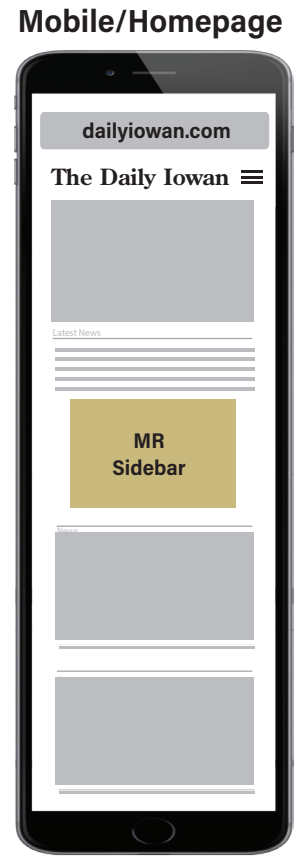 Mobile/Homepage
dailyiowan.com
The Daily Iowan
Latest News
MR
Sidebar
News